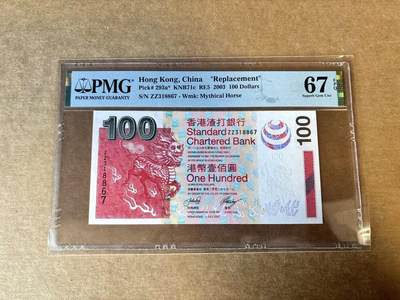 PMG
PAPER MONEY GUARANTY
Hong Kong, China "Replacement"
Pick# 293a* KNB71c RE5 2003 100 Dollars
S/N ZZ318867 - Wmk: Mythical Horse
67 EPQ
Superb Gem Unc
100
香港渣打銀行
Standard
Chartered Bank
ZZ318867
港幣壹佰圓
One Hundred
100
ZZ318867